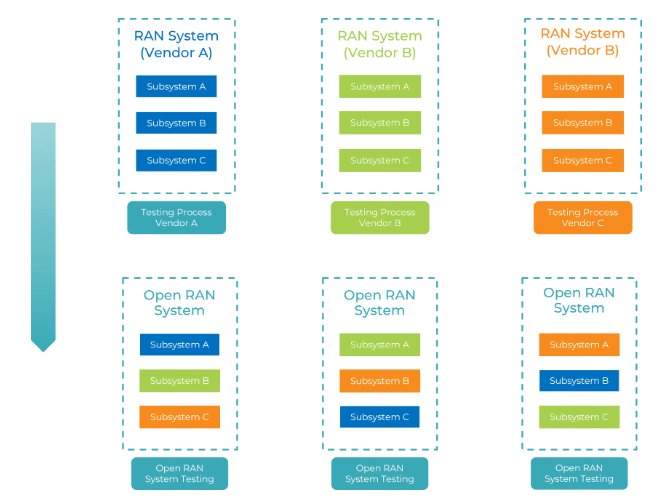 RAN System
(Vendor A)
Subsystem A
Subsystem B
Subsystem C
Testing Process
Vendor A
RAN System
(Vendor B)
Subsystem A
Subsystem B
Subsystem C
Testing Process
Vendor B
RAN System
(Vendor B)
Subsystem A
Subsystem B
Subsystem C
Testing Process
Vendor C
Open RAN
System
Subsystem A
Subsystem B
Subsystem C
Open RAN
System Testing
Open RAN
System
Subsystem A
Subsystem B
Subsystem C
Open RAN
System Testing
Open RAN
System
Subsystem A
Subsystem B
Subsystem C
Open RAN
System Testing